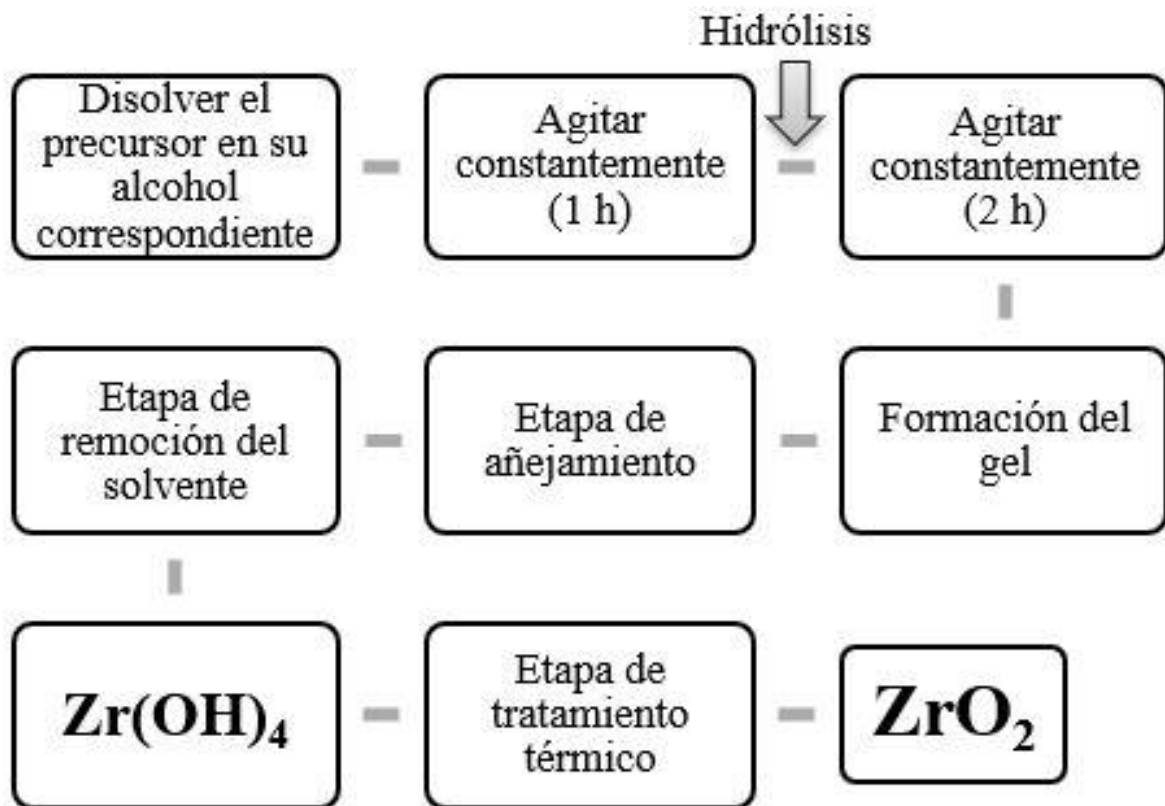 Hidrólisis
Disolver el
precursor en su
alcohol
correspondiente
Agitar
constantemente
(1 h)
Agitar
constantemente
(2 h)
Formación del
gel
Etapa de
añejamiento
Etapa de
remoción del
solvente
Zr(OH)₄
Etapa de
tratamiento
térmico
ZrO₂